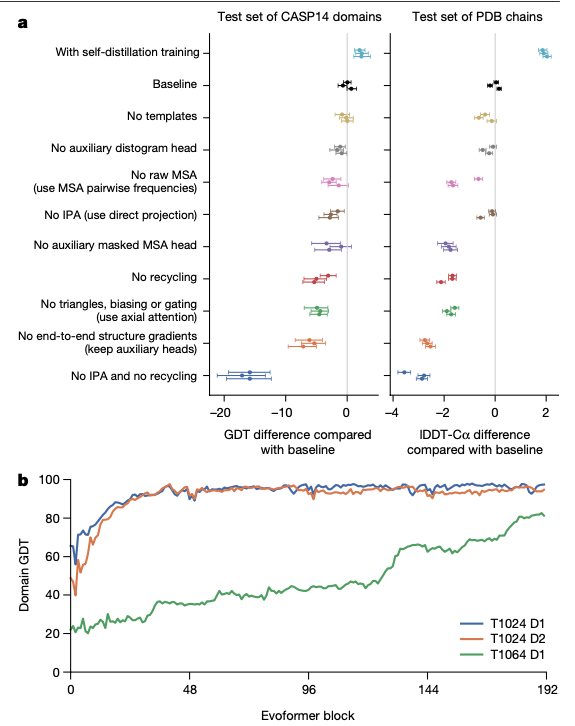 a
Test set of CASP14 domains
Test set of PDB chains
With self-distillation training
Baseline
No templates
No auxiliary distogram head
No raw MSA
(use MSA pairwise frequencies)
No IPA (use direct projection)
No auxiliary masked MSA head
No recycling
No triangles, biasing or gating
(use axial attention)
No end-to-end structure gradients
(keep auxiliary heads)
No IPA and no recycling
−20
−10
0
−4
−2
0
2
GDT difference compared
with baseline
lDDT-Cα difference
compared with baseline
b
100
80
60
40
20
0
Domain GDT
T1024 D1
T1024 D2
T1064 D1
0
48
96
144
192
Evoformer block